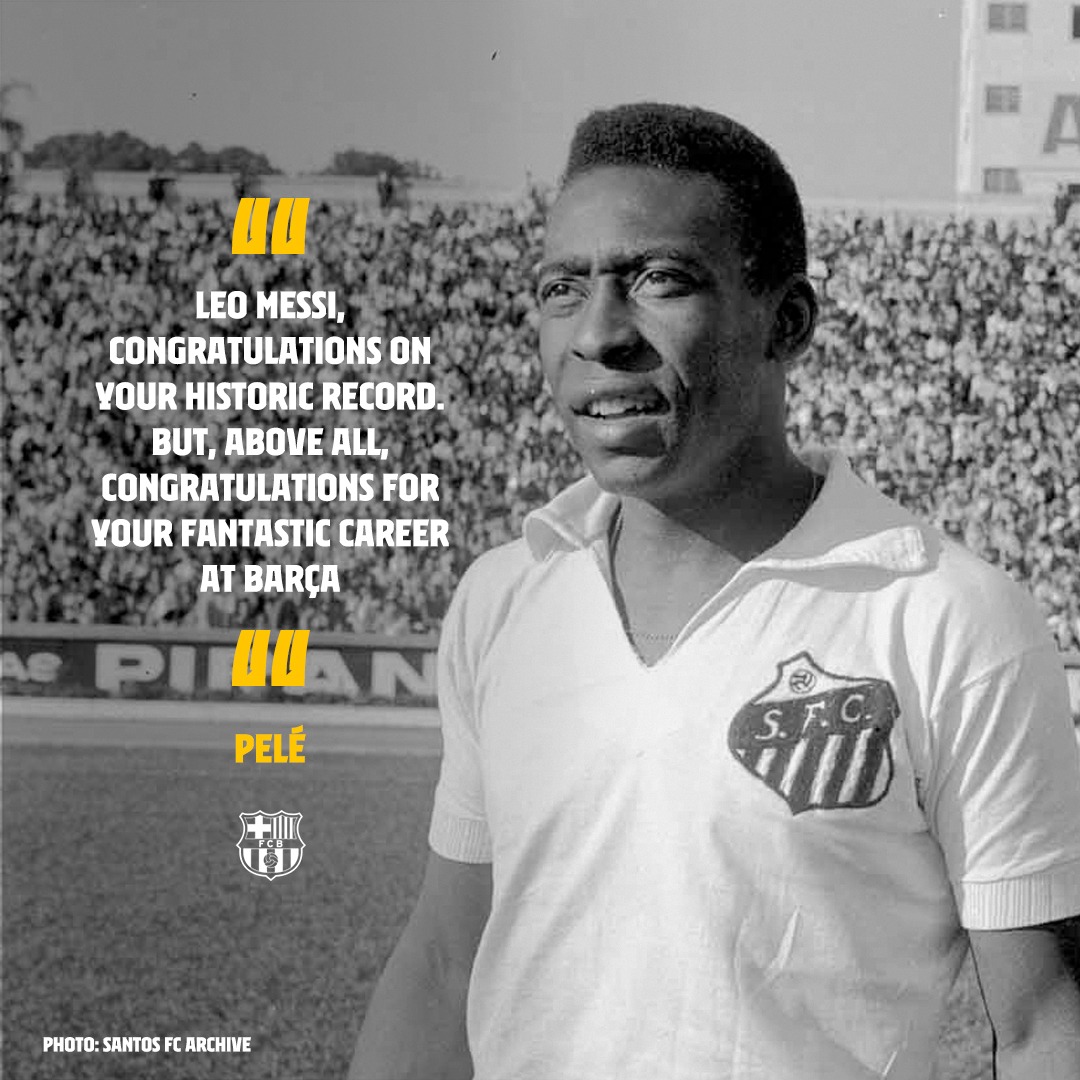 LEO MESSI,
CONGRATULATIONS ON
YOUR HISTORIC RECORD.
BUT, ABOVE ALL,
CONGRATULATIONS FOR
YOUR FANTASTIC CAREER
AT BARÇA
PELÉ
FCB
S.F.C.
PHOTO: SANTOS FC ARCHIVE